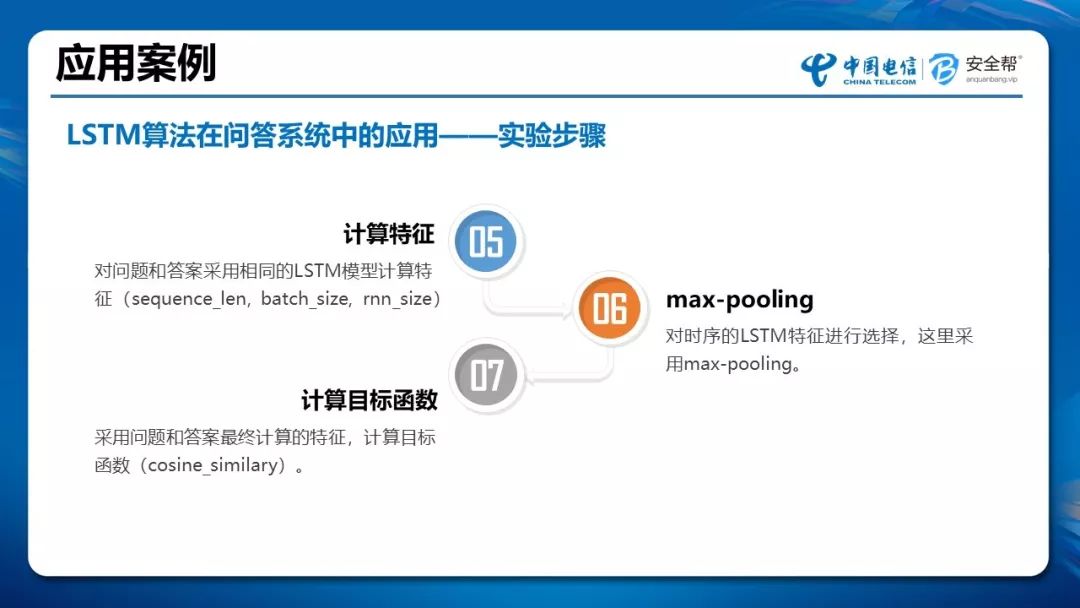 应用案例
中国电信
CHINA TELECOM
安全帮
anquanbang.vip
LSTM算法在问答系统中的应用——实验步骤
计算特征
对问题和答案采用相同的LSTM模型计算特
征（sequence_len, batch_size, rnn_size）
05
06
max-pooling
对时序的LSTM特征进行选择，这里采
用max-pooling。
07
计算目标函数
采用问题和答案最终计算的特征，计算目标
函数（cosine_similary）。